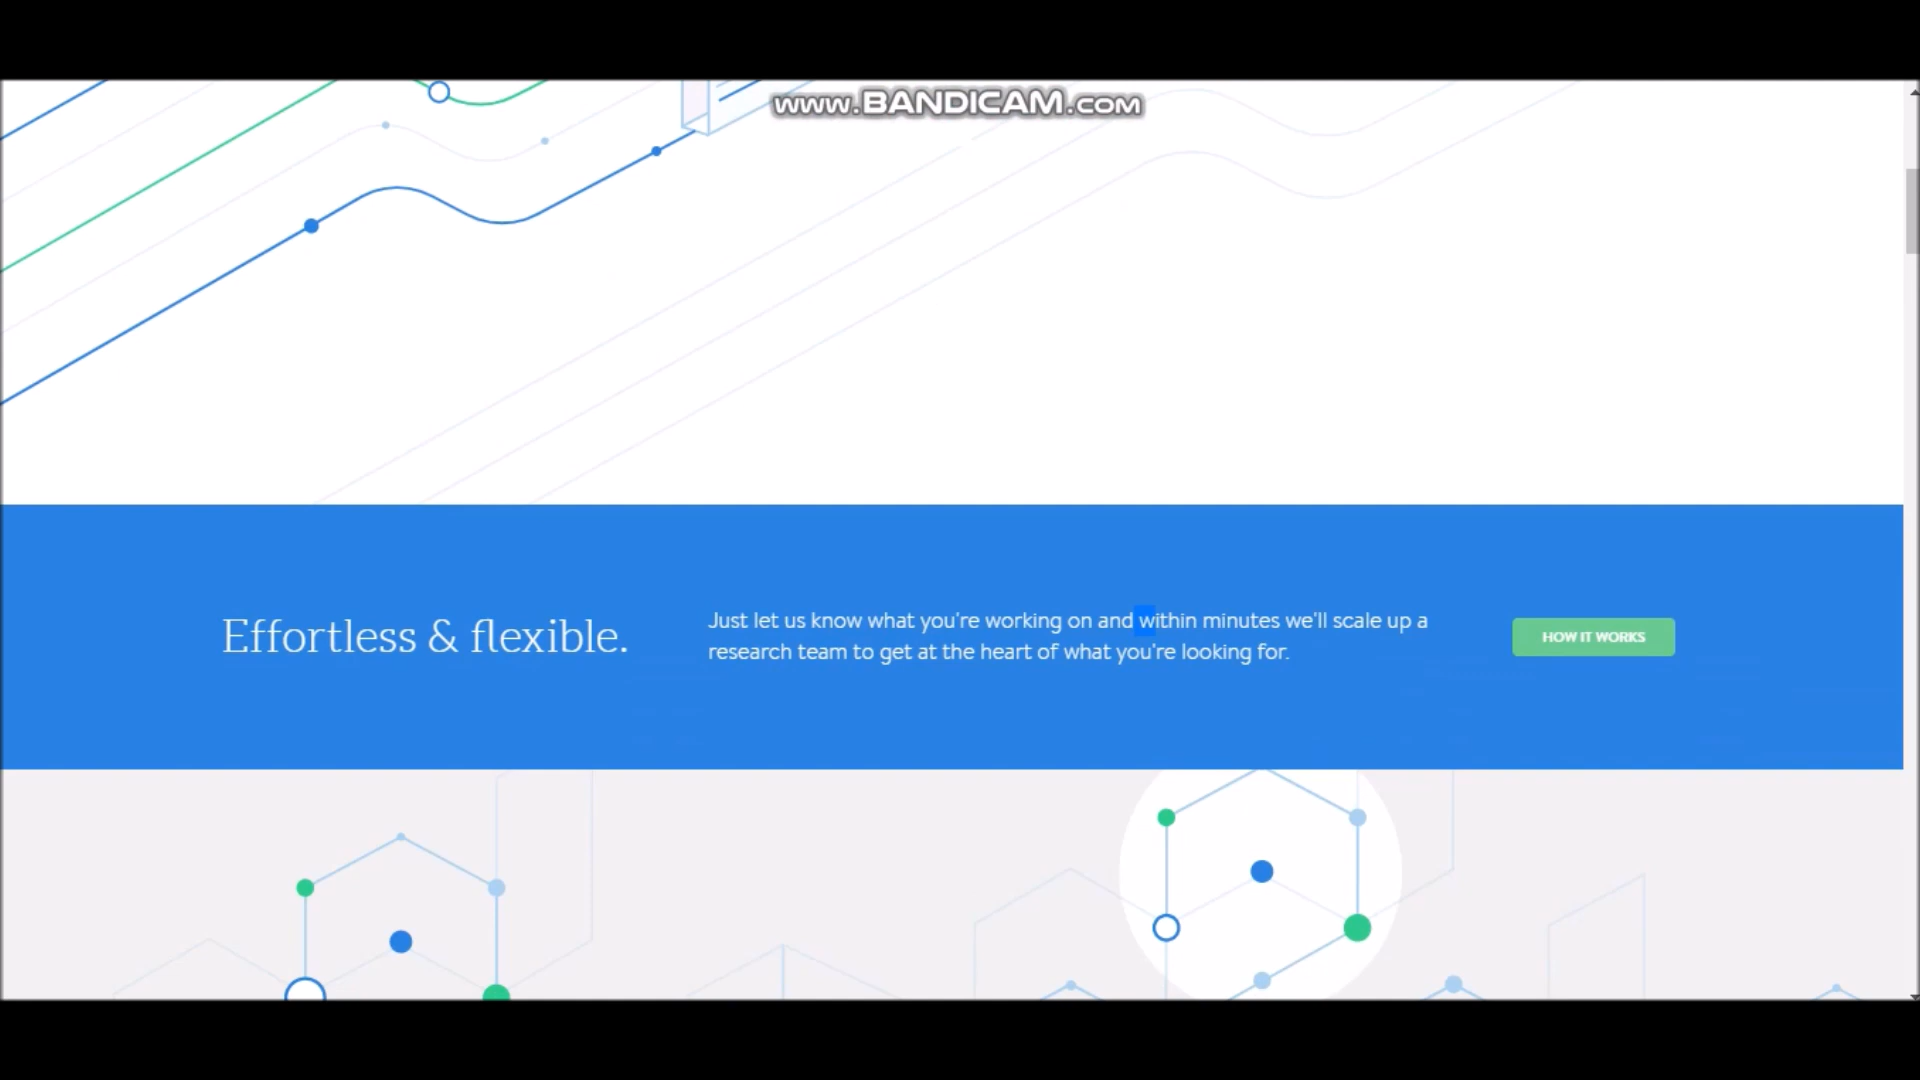 www.BANDICAM.com
Effortless & flexible.
Just let us know what you're working on and within minutes we'll scale up a
research team to get at the heart of what you're looking for.
HOW IT WORKS